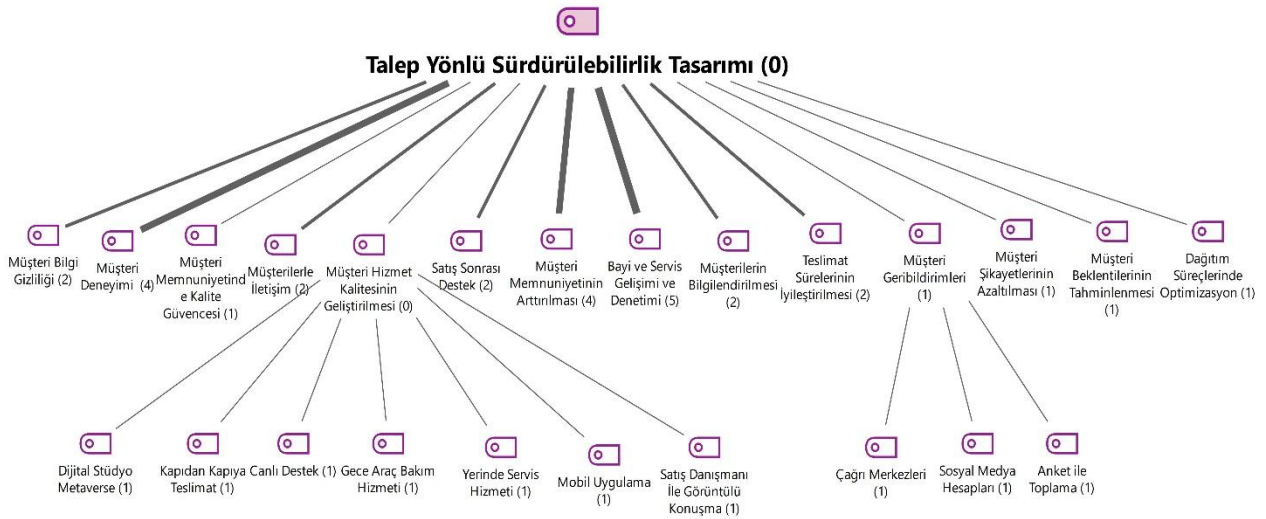 Talep Yönlü Sürdürülebilirlik Tasarımı (0)
Müşteri Bilgi
Gizliliği (2)
Müşteri
Deneyimi (4)
Müşteri
Memnuniyetind
e Kalite
Güvencesi (1)
Müşterilerle
İletişim (2)
Müşteri Hizmet
Kalitesinin
Geliştirilmesi (0)
Satış Sonrası
Destek (2)
Müşteri
Memnuniyetinin
Arttırılması (4)
Bayi ve Servis
Gelişimi ve
Denetimi (5)
Müşterilerin
Bilgilendirilmesi
(2)
Teslimat
Sürelerinin
İyileştirilmesi (2)
Müşteri
Geribildirimleri
(1)
Müşteri
Şikayetlerinin
Azaltılması (1)
Müşteri
Beklentilerinin
Tahminlenmesi
(1)
Dağıtım
Süreçlerinde
Optimizasyon (1)
Dijital Stüdyo
Metaverse (1)
Kapıdan Kapıya
Teslimat (1)
Canlı Destek (1)
Gece Araç Bakım
Hizmeti (1)
Yerinde Servis
Hizmeti (1)
Mobil Uygulama
(1)
Satış Danışmanı
İle Görüntülü
Konuşma (1)
Çağrı Merkezleri
(1)
Sosyal Medya
Hesapları (1)
Anket ile
Toplama (1)